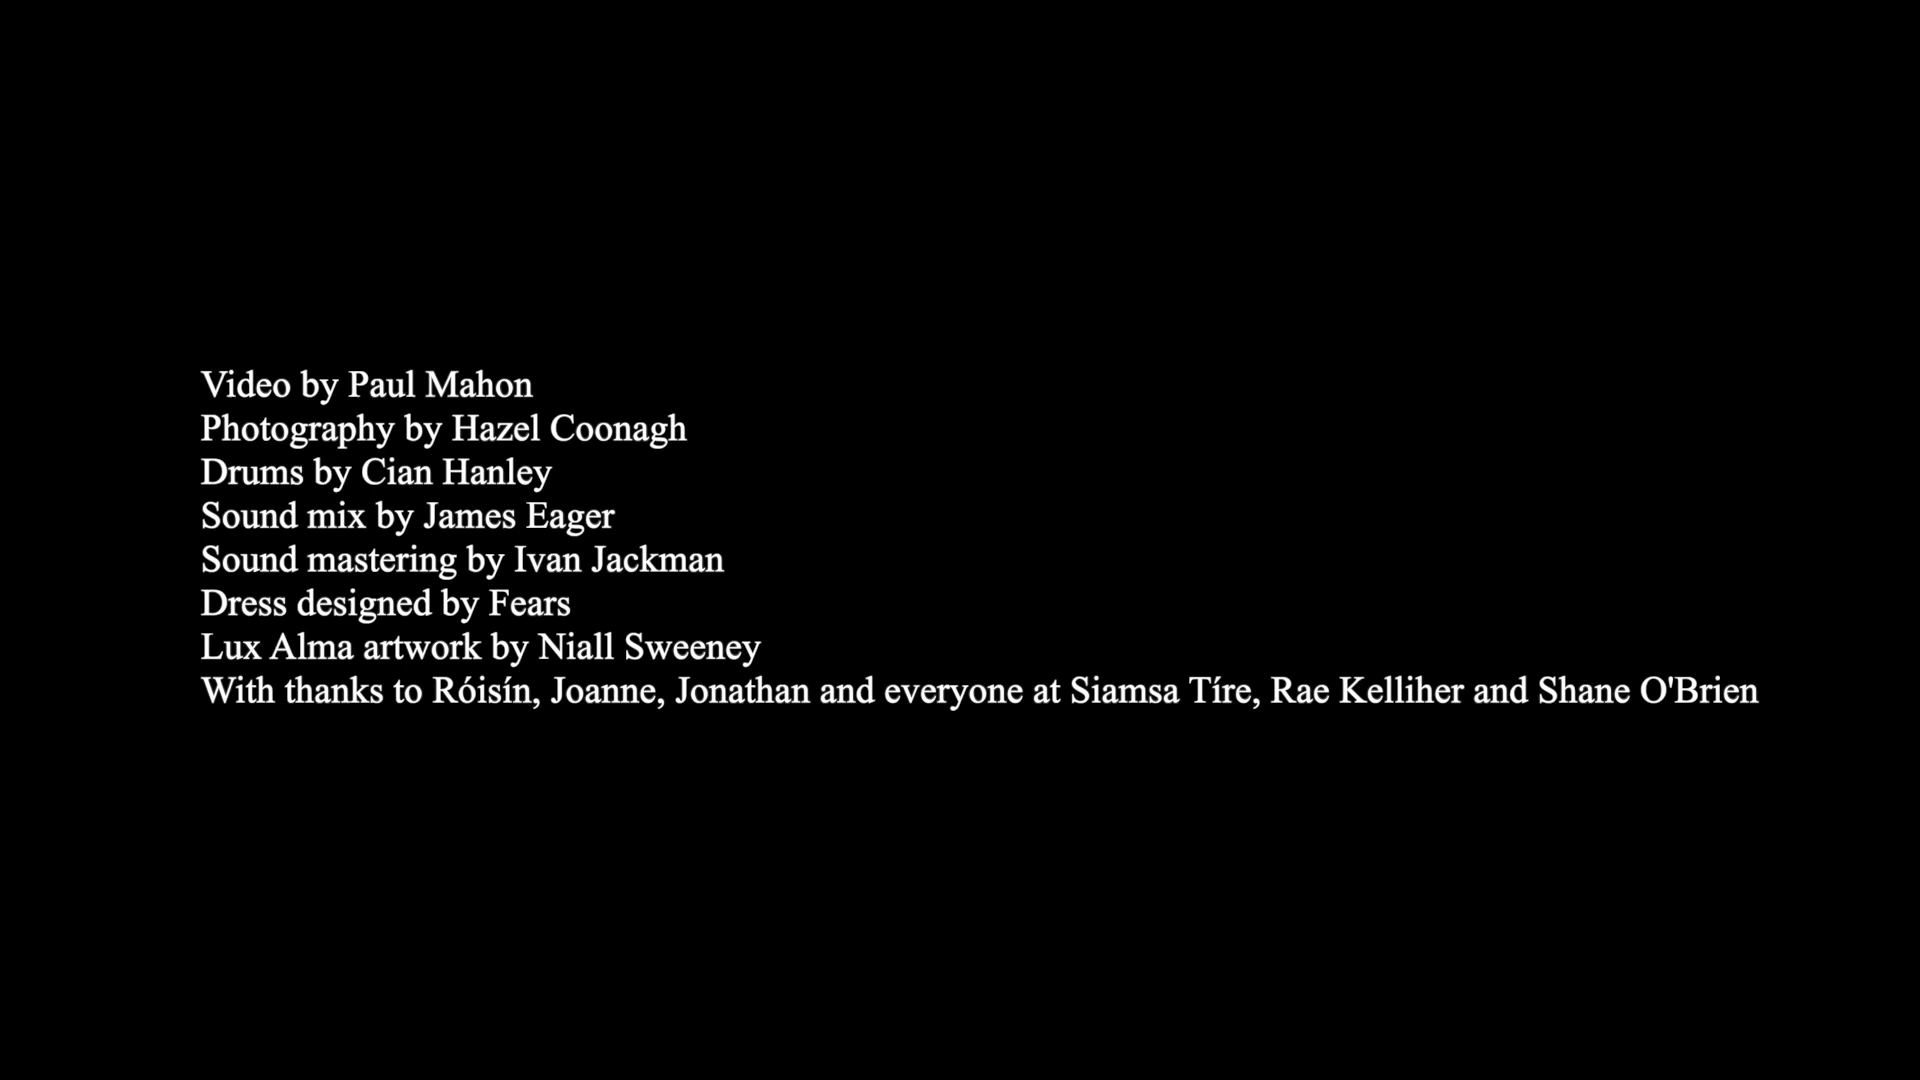 Video by Paul Mahon
Photography by Hazel Coonagh
Drums by Cian Hanley
Sound mix by James Eager
Sound mastering by Ivan Jackman
Dress designed by Fears
Lux Alma artwork by Niall Sweeney
With thanks to Róisín, Joanne, Jonathan and everyone at Siamsa Tíre, Rae Kelliher and Shane O'Brien